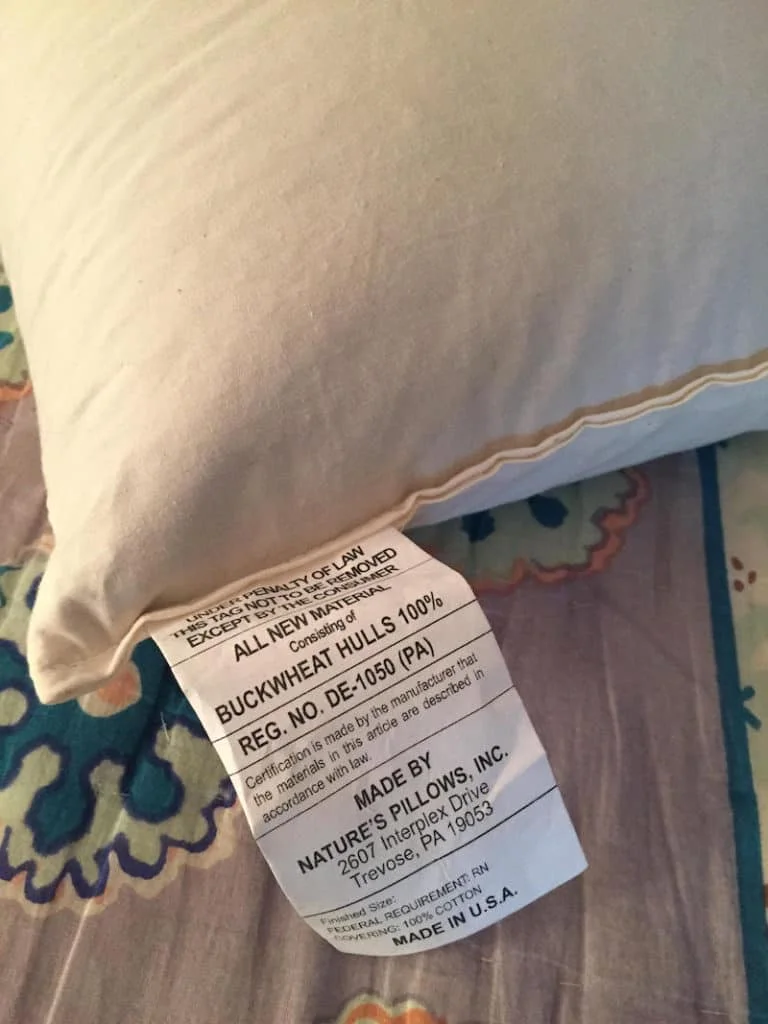 UNDER PENALTY OF LAW
THIS TAG NOT TO BE REMOVED
EXCEPT BY THE CONSUMER
ALL NEW MATERIAL
Consisting of
BUCKWHEAT HULLS 100%
REG. NO. DE-1050 (PA)
Certification is made by the manufacturer that
the materials in this article are described in
accordance with law.
MADE BY
NATURE'S PILLOWS, INC.
2607 Interplex Drive
Trevose, PA 19053
Finished Size:
FEDERAL REQUIREMENT: RN
COVERING: 100% COTTON
MADE IN U.S.A.